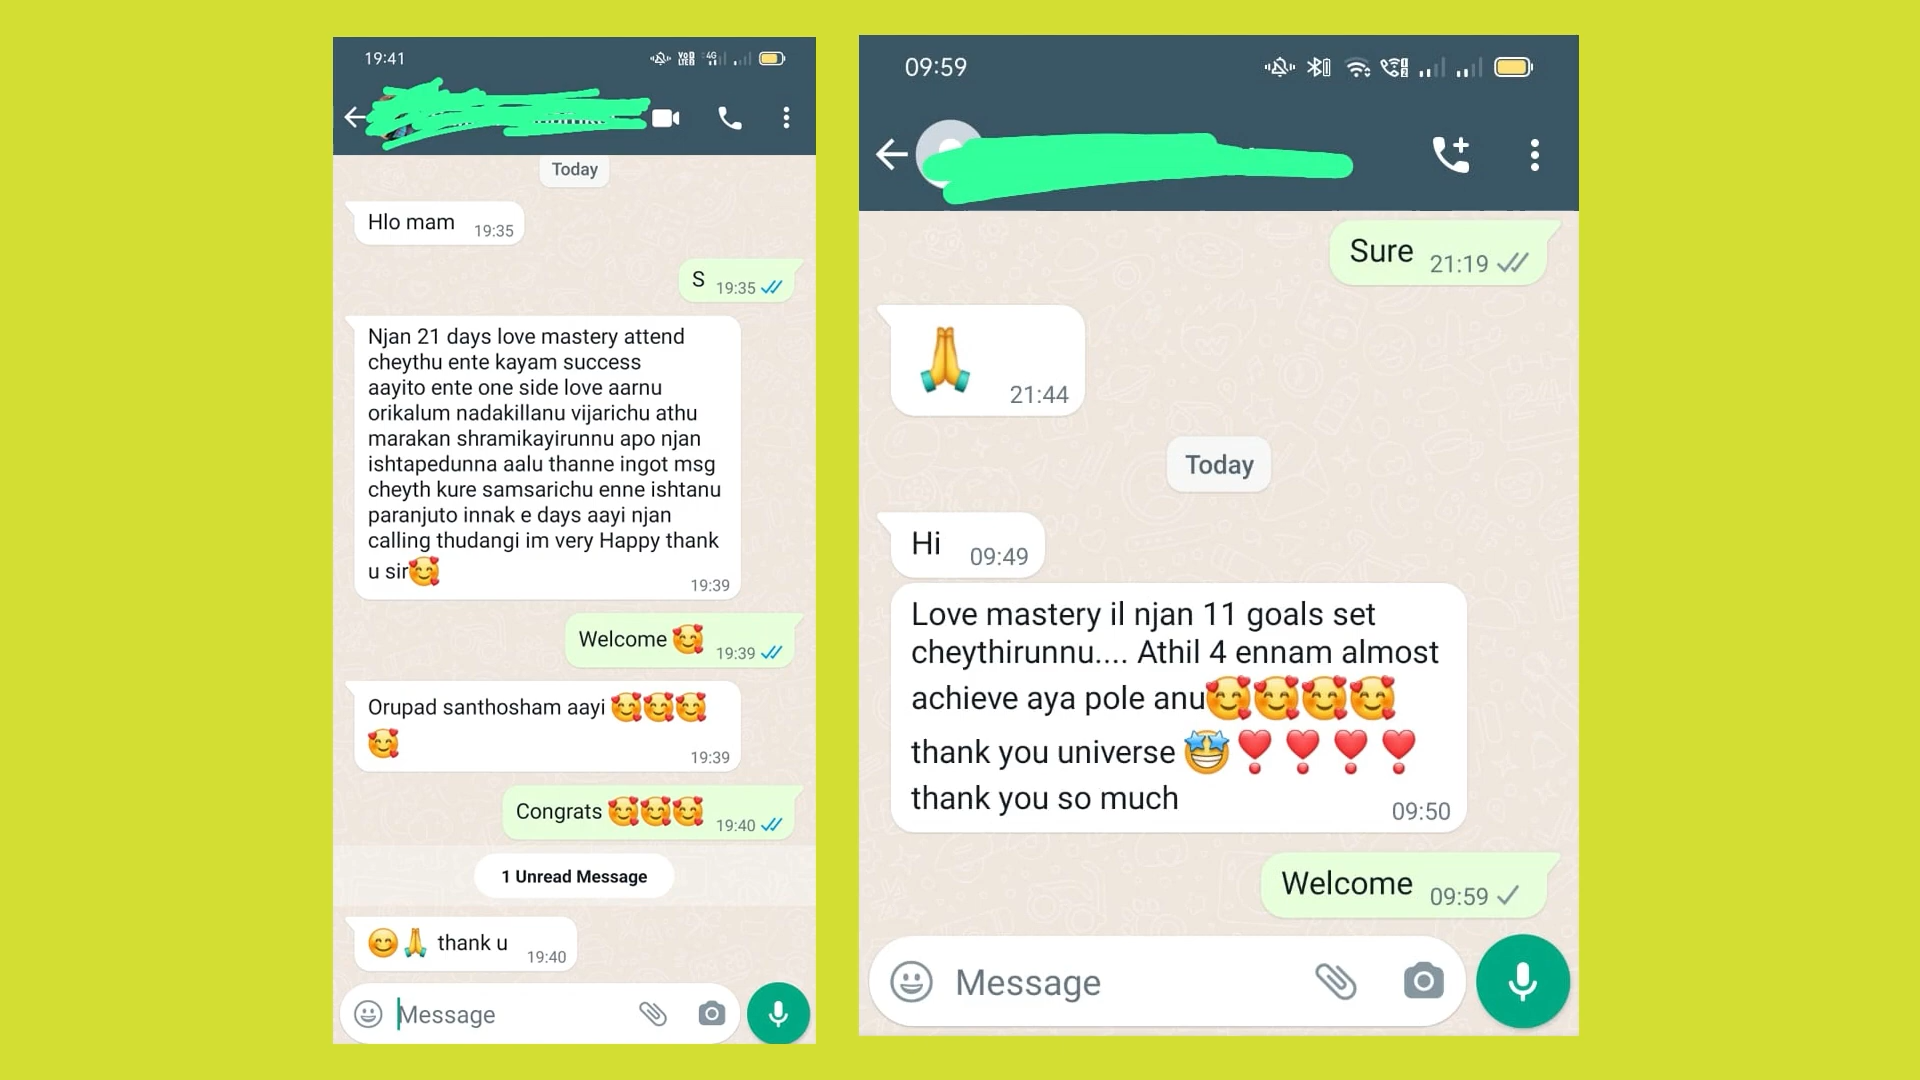 19:41
Today
Hlo mam 19:35
S 19:35
Njan 21 days love mastery attend
cheythu ente kayam success
aayito ente one side love aarnu
orikalum nadakillanu vijarichu athu
marakan shramikayirunnu apo njan
ishtapedunna aalu thanne ingot msg
cheyth kure samsarichu enne ishtanu
paranjuto innak e days aayi njan
calling thudangi im very Happy thank
u sir🥰
19:39
Welcome 🥰 19:39
Orupad santhosham aayi 🥰🥰🥰
🥰
19:39
Congrats 🥰🥰🥰 19:40
1 Unread Message
😊🙏 thank u 19:40
Message
09:59
Sure 21:19
🙏
21:44
Today
Hi 09:49
Love mastery il njan 11 goals set
cheythirunnu.... Athil 4 ennam almost
achieve aya pole anu🥰🥰🥰🥰
thank you universe 🤩❣️❣️❣️❣️
thank you so much
09:50
Welcome 09:59
Message